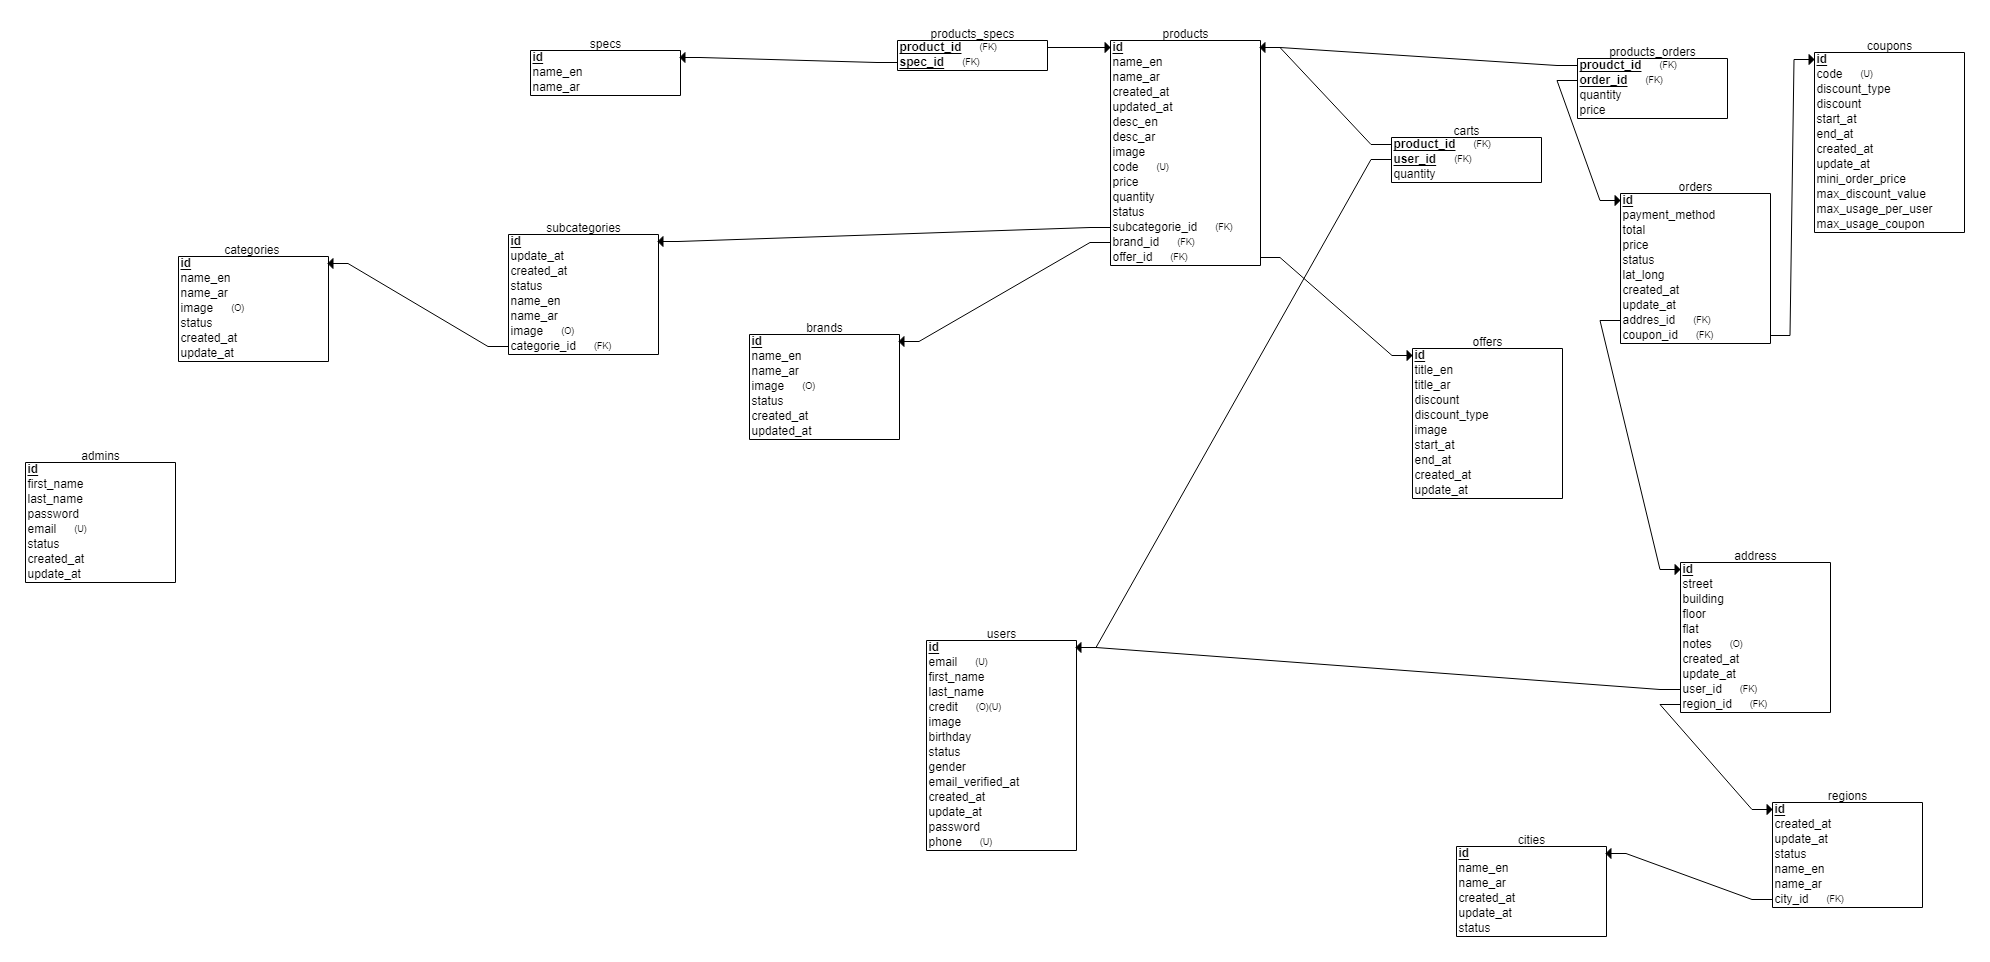 specs
id
name_en
name_ar
products_specs
product_id (FK)
spec_id (FK)
products
id
name_en
name_ar
created_at
updated_at
desc_en
desc_ar
image
code (U)
price
quantity
status
subcategorie_id (FK)
brand_id (FK)
offer_id (FK)
products_orders
proudct_id (FK)
order_id (FK)
quantity
price
coupons
id
code (U)
discount_type
discount
start_at
end_at
created_at
update_at
mini_order_price
max_discount_value
max_usage_per_user
max_usage_coupon
carts
product_id (FK)
user_id (FK)
quantity
orders
id
payment_method
total
price
status
lat_long
created_at
update_at
addres_id (FK)
coupon_id (FK)
categories
id
name_en
name_ar
image (O)
status
created_at
update_at
subcategories
id
update_at
created_at
status
name_en
name_ar
image (O)
categorie_id (FK)
brands
id
name_en
name_ar
image (O)
status
created_at
updated_at
offers
id
title_en
title_ar
discount
discount_type
image
start_at
end_at
created_at
update_at
admins
id
first_name
last_name
password
email (U)
status
created_at
update_at
address
id
street
building
floor
flat
notes (O)
created_at
update_at
user_id (FK)
region_id (FK)
users
id
email (U)
first_name
last_name
credit (O)(U)
image
birthday
status
gender
email_verified_at
created_at
update_at
password
phone (U)
regions
id
created_at
update_at
status
name_en
name_ar
city_id (FK)
cities
id
name_en
name_ar
created_at
update_at
status